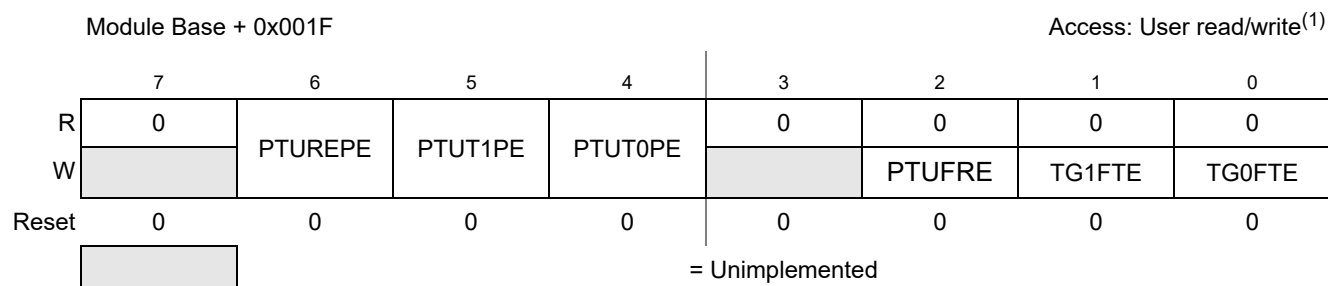 Module Base + 0x001F Access: User read/write(1)
7 6 5 4 3 2 1 0
R 0 PTUREPE PTUT1PE PTUT0PE 0 0 0 0
W PTUFRE TG1FTE TG0FTE
Reset 0 0 0 0 0 0 0 0
= Unimplemented